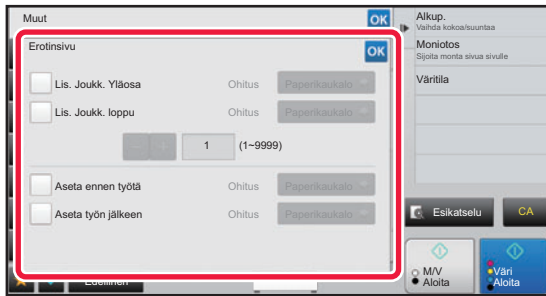 Muut
OK
Erotinsivu
OK
Lis. Joukk. Yläosa
Ohitus
Paperikaukalo
Lis. Joukk. loppu
Ohitus
Paperikaukalo
1
(1~9999)
Aseta ennen työtä
Ohitus
Paperikaukalo
Aseta työn jälkeen
Ohitus
Paperikaukalo
Edellinen
Alkup.
Vaihda kokoa/suuntaa
Moniotos
Sijoita monta sivua sivulle
Väritila
Esikatselu
CA
M/V
Aloita
Väri
Aloita